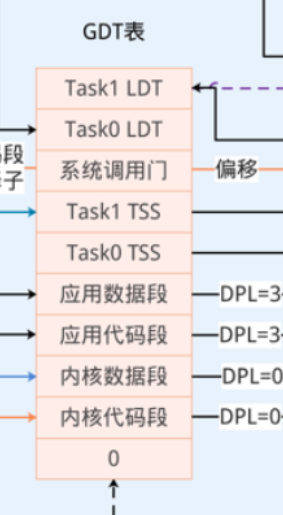 GDT表
Task1 LDT
Task0 LDT
段
系统调用门
偏移
子
Task1 TSS
Task0 TSS
应用数据段
DPL=3
应用代码段
DPL=3
内核数据段
DPL=0
内核代码段
DPL=0
0